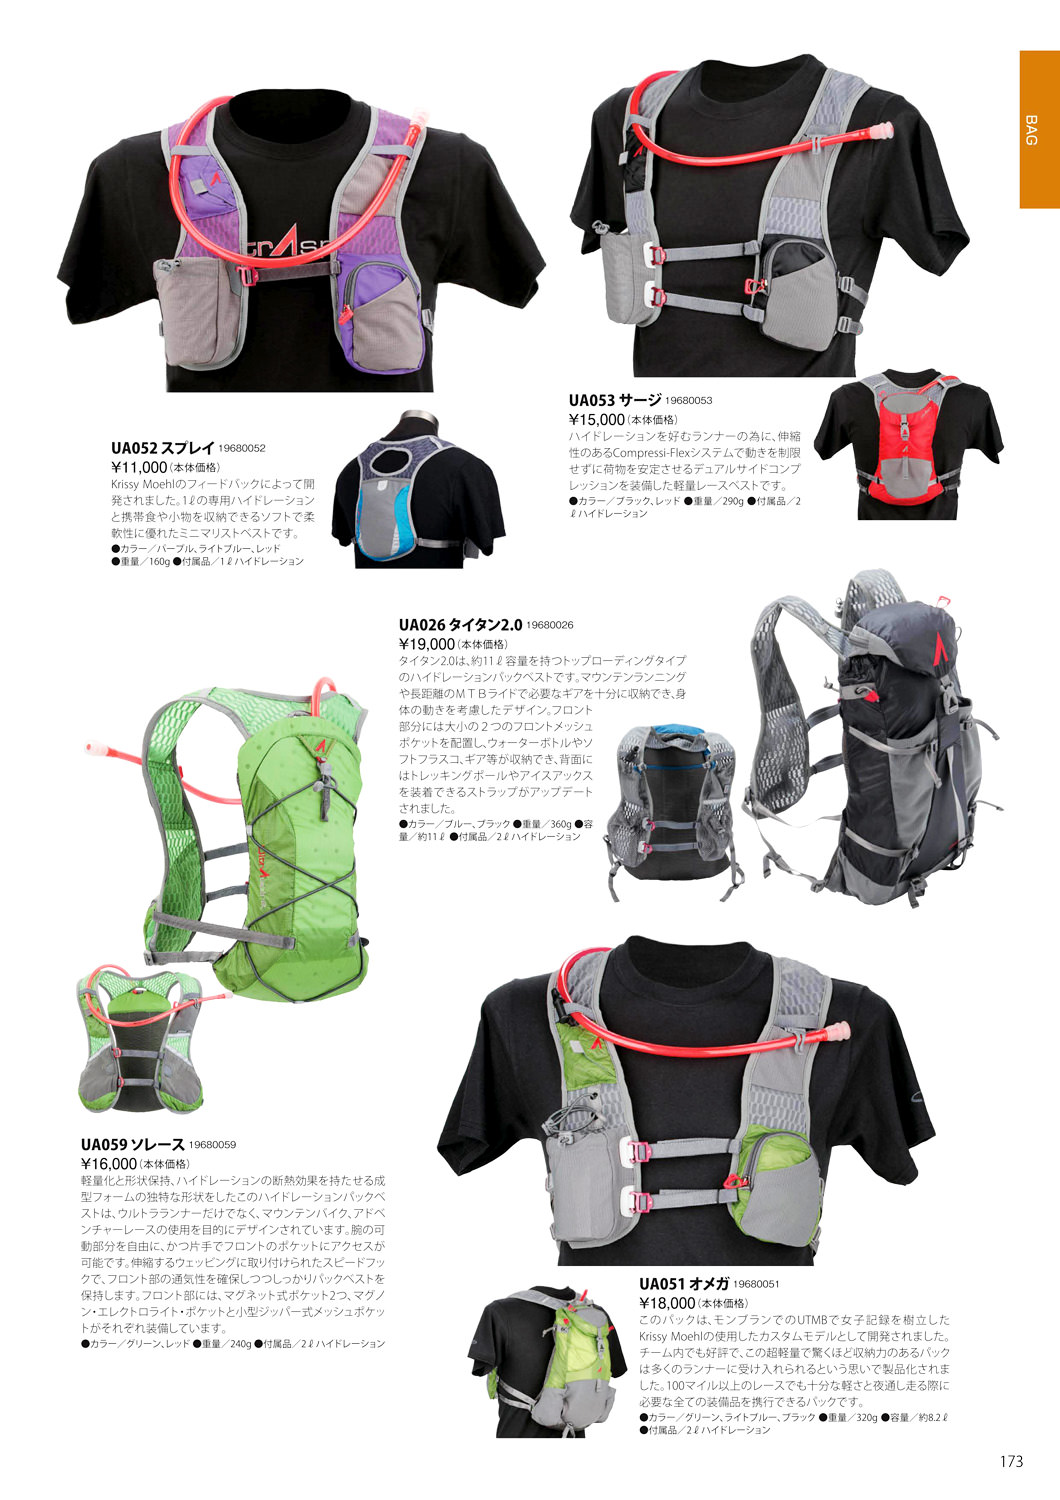 BAG
UA052 スプレイ 19680052
¥11,000（本体価格）
Krissy Moehlのフィードバックによって開
発されました。1ℓの専用ハイドレーション
と携帯食や小物を収納できるソフトで柔
軟性に優れたミニマリストベストです。
●カラー／パープル、ライトブルー、レッド
●重量／160g ●付属品／1ℓハイドレーション
UA053 サージ 19680053
¥15,000（本体価格）
ハイドレーションを好むランナーの為に、伸縮
性のあるCompressi-Flexシステムで動きを制限
せずに荷物を安定させるデュアルサイドコンプ
レッションを装備した軽量レースベストです。
●カラー／ブラック、レッド ●重量／290g ●付属品／2
ℓハイドレーション
UA026 タイタン2.0 19680026
¥19,000（本体価格）
タイタン2.0は、約11ℓ容量を持つトップローディングタイプ
のハイドレーションパックベストです。マウンテンランニング
や長距離のMTBライドで必要なギアを十分に収納でき、身
体の動きを考慮したデザイン。フロント
部分には大小の2つのフロントメッシュ
ポケットを配置し、ウォーターボトルやソ
フトフラスコ、ギア等が収納でき、背面に
はトレッキングポールやアイスアックス
を装着できるストラップがアップデート
されました。
●カラー／ブルー、ブラック ●重量／360g ●容
量／約11ℓ ●付属品／2ℓハイドレーション
UA059 ソレース 19680059
¥16,000（本体価格）
軽量化と形状保持、ハイドレーションの断熱効果を持たせる成
型フォームの独特な形状をしたこのハイドレーションパックベ
ストは、ウルトラランナーだけでなく、マウンテンバイク、アドベ
ンチャーレースの使用を目的にデザインされています。腕の可
動部分を自由に、かつ片手でフロントのポケットにアクセスが
可能です。伸縮するウェッビングに取り付けられたスピードフッ
クで、フロント部の通気性を確保しつつしっかりパックベストを
保持します。フロント部には、マグネット式ポケット2つ、マグノ
ン・エレクトロライト・ポケットと小型ジッパー式メッシュポケッ
トがそれぞれ装備しています。
●カラー／グリーン、レッド ●重量／240g ●付属品／2ℓハイドレーション
UA051 オメガ 19680051
¥18,000（本体価格）
このパックは、モンブランでのUTMBで女子記録を樹立した
Krissy Moehlの使用したカスタムモデルとして開発されました。
チーム内でも好評で、この超軽量で驚くほど収納力のあるパック
は多くのランナーに受け入れられるという思いで製品化されま
した。100マイル以上のレースでも十分な軽さと夜通し走る際に
必要な全ての装備品を携行できるパックです。
●カラー／グリーン、ライトブルー、ブラック ●重量／320g ●容量／約8.2ℓ
●付属品／2ℓハイドレーション
173